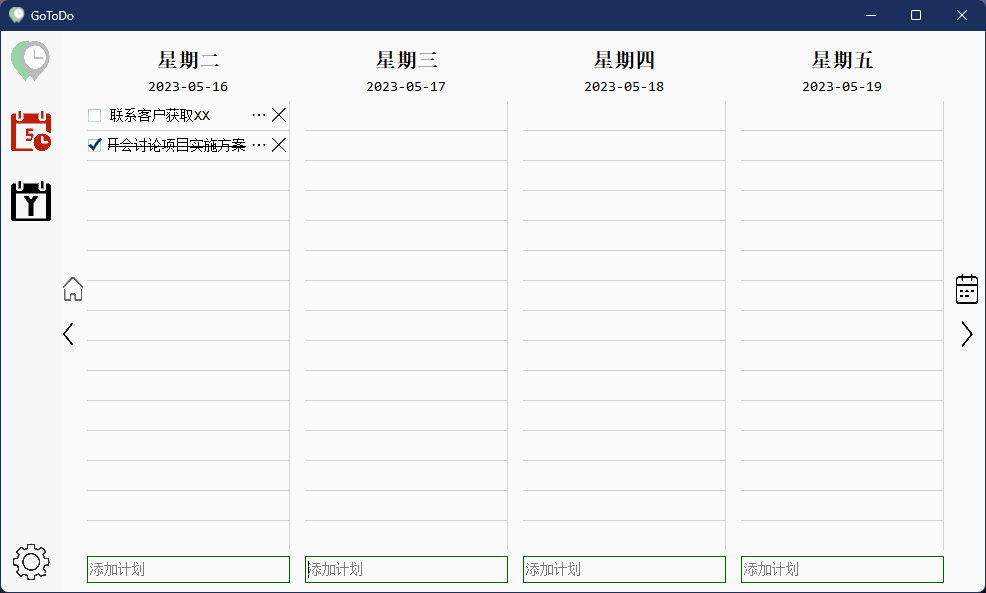 GoToDo
星期二
星期三
星期四
星期五
2023-05-16
2023-05-17
2023-05-18
2023-05-19
联系客户获取XX
开会讨论项目实施方案
5
Y
添加计划
添加计划
添加计划
添加计划